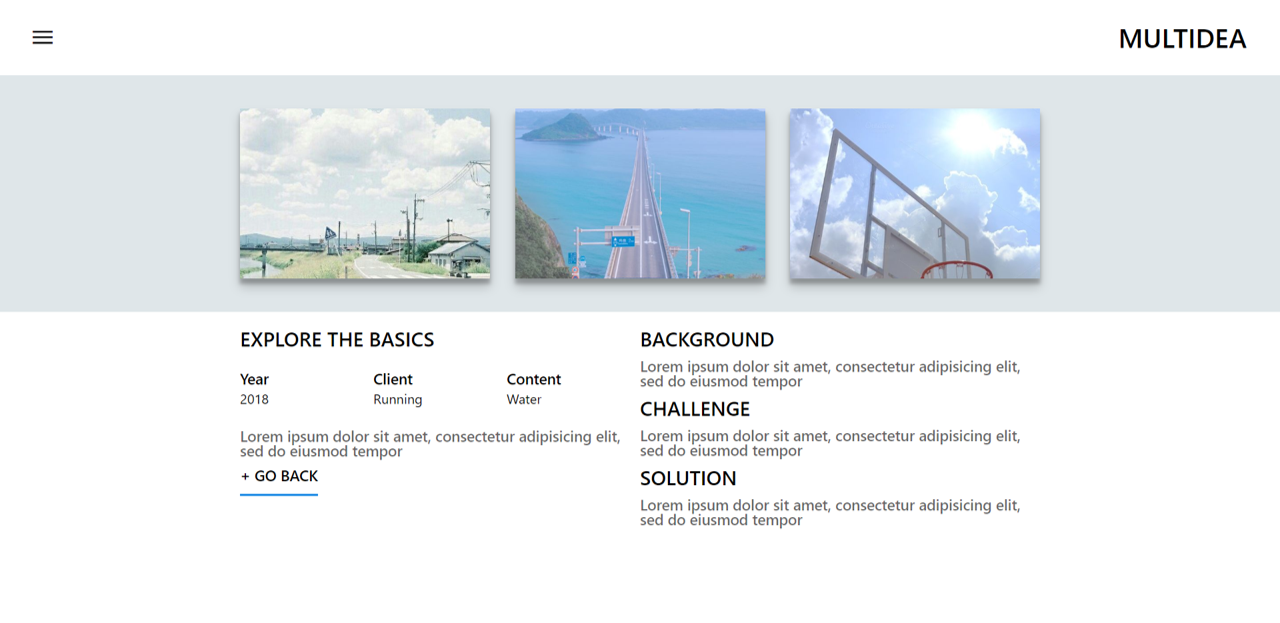 MULTIDEA
EXPLORE THE BASICS
Year Client Content
2018 Running Water
Lorem ipsum dolor sit amet, consectetur adipisicing elit,
sed do eiusmod tempor
+ GO BACK
BACKGROUND
Lorem ipsum dolor sit amet, consectetur adipisicing elit,
sed do eiusmod tempor
CHALLENGE
Lorem ipsum dolor sit amet, consectetur adipisicing elit,
sed do eiusmod tempor
SOLUTION
Lorem ipsum dolor sit amet, consectetur adipisicing elit,
sed do eiusmod tempor